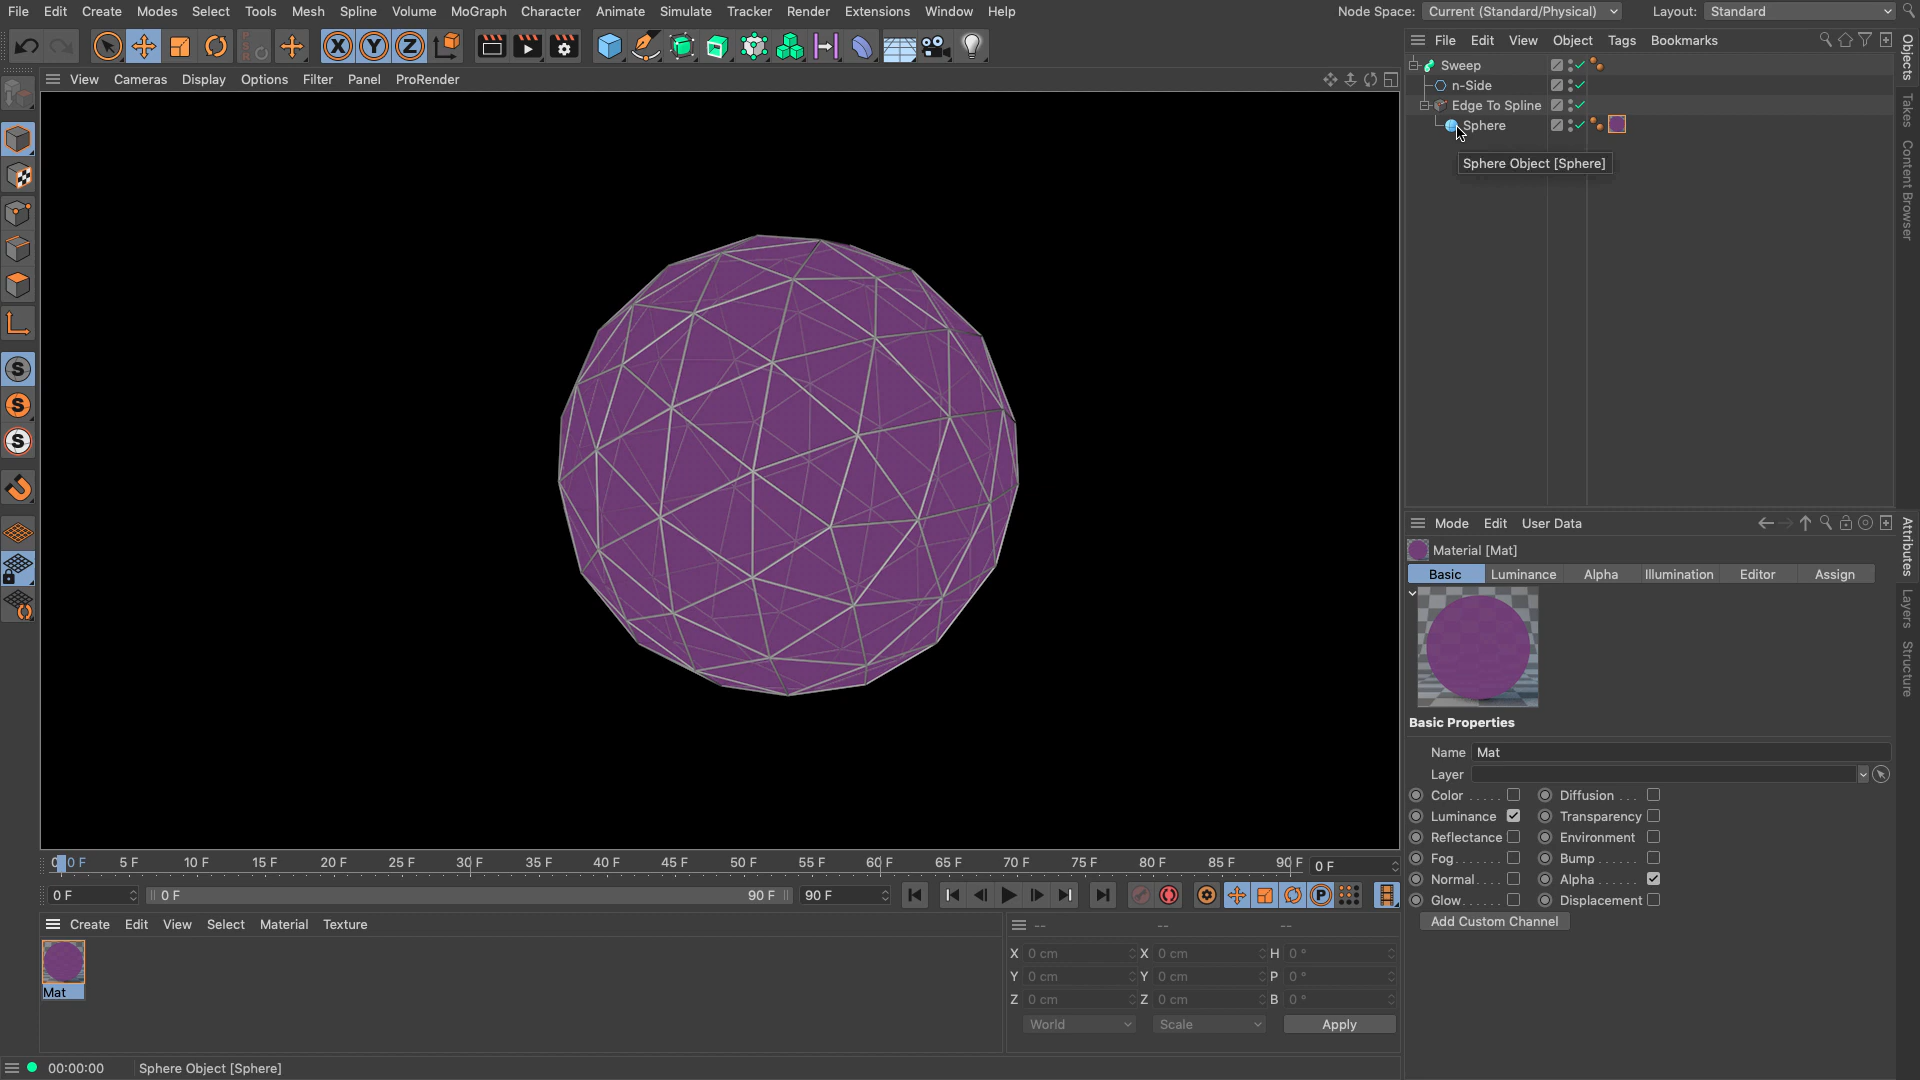 File Edit Create Modes Select Tools Mesh Spline Volume MoGraph Character Animate Simulate Tracker Render Extensions Window Help
Node Space: Current (Standard/Physical) Layout: Standard
X Y Z
View Cameras Display Options Filter Panel ProRender
File Edit View Object Tags Bookmarks
Sweep
n-Side
Edge To Spline
Sphere
Sphere Object [Sphere]
Objects
Takes
Content Browser
Mode Edit User Data
Material [Mat]
Basic Luminance Alpha Illumination Editor Assign
Basic Properties
Name Mat
Layer
Color ..... Diffusion ...
Luminance Transparency
Reflectance Environment
Fog....... Bump ......
Normal.... Alpha ......
Glow...... Displacement
Add Custom Channel
Attributes
Layers
Structure
S
S
S
0 F 5 F 10 F 15 F 20 F 25 F 30 F 35 F 40 F 45 F 50 F 55 F 60 F 65 F 70 F 75 F 80 F 85 F 90 F 0 F
0 F 0 F 90 F 90 F
P
Create Edit View Select Material Texture
Mat
-- -- --
X 0 cm X 0 cm H 0 °
Y 0 cm Y 0 cm P 0 °
Z 0 cm Z 0 cm B 0 °
World Scale Apply
00:00:00 Sphere Object [Sphere]